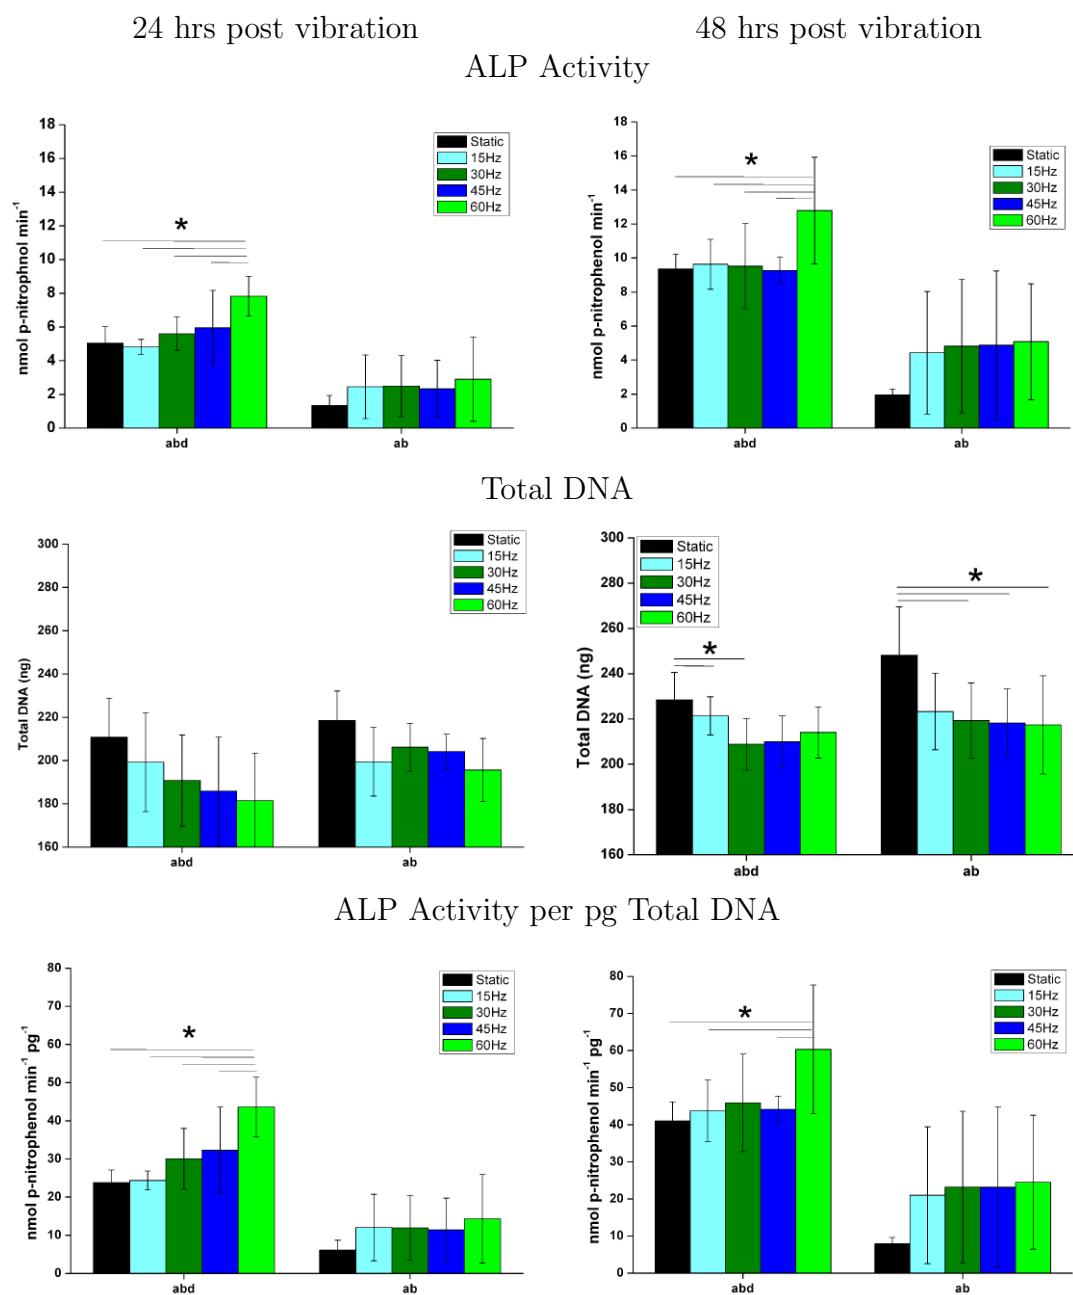 24 hrs post vibration
48 hrs post vibration
ALP Activity
nmol p-nitrophnol min-1
18
16
14
12
10
8
6
4
2
0
*
Static
15Hz
30Hz
45Hz
60Hz
abd
ab
nmol p-nitrophenol min-1
18
16
14
12
10
8
6
4
2
0
*
Static
15Hz
30Hz
45Hz
60Hz
abd
ab
Total DNA
Total DNA (ng)
300
280
260
240
220
200
180
160
Static
15Hz
30Hz
45Hz
60Hz
abd
ab
Total DNA (ng)
300
280
260
240
220
200
180
160
Static
15Hz
30Hz
45Hz
60Hz
*
*
abd
ab
ALP Activity per pg Total DNA
nmol p-nitrophenol min-1 pg-1
80
70
60
50
40
30
20
10
0
*
Static
15Hz
30Hz
45Hz
60Hz
abd
ab
nmol p-nitrophenol min-1 pg-1
80
70
60
50
40
30
20
10
0
*
Static
15Hz
30Hz
45Hz
60Hz
abd
ab